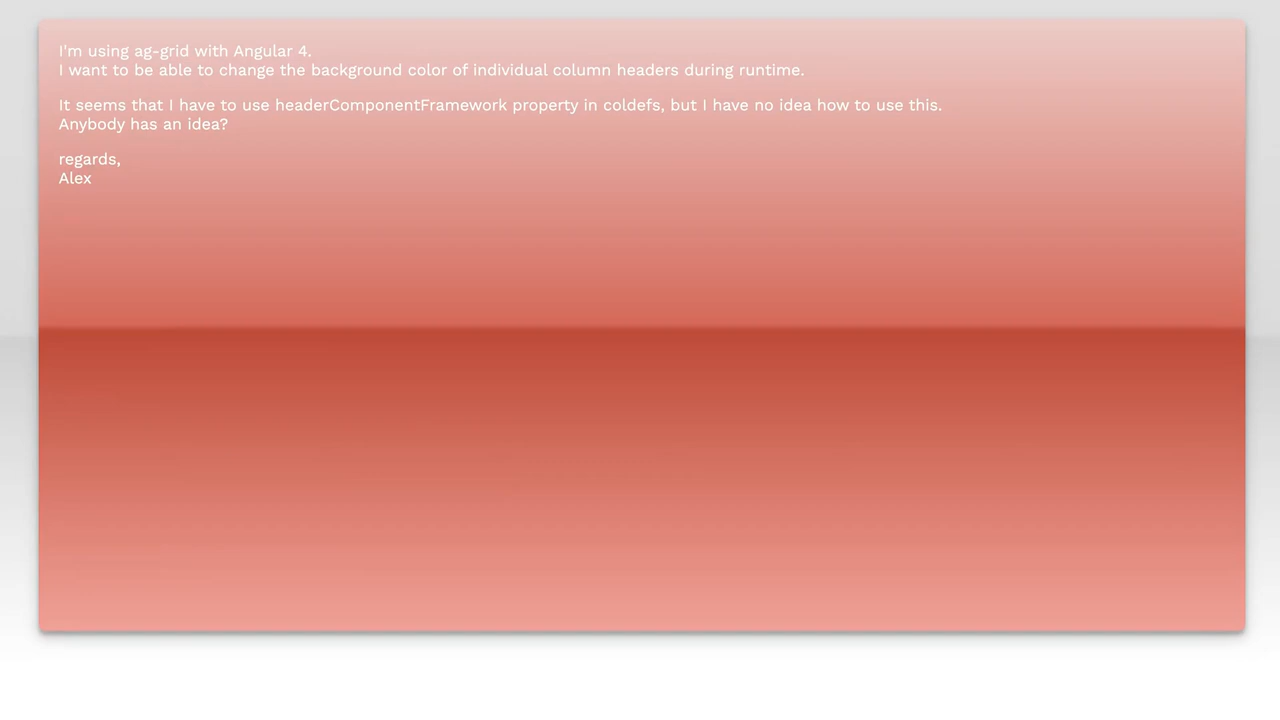 I'm using ag-grid with Angular 4.
I want to be able to change the background color of individual column headers during runtime.
It seems that I have to use headerComponentFramework property in coldefs, but I have no idea how to use this.
Anybody has an idea?
regards,
Alex